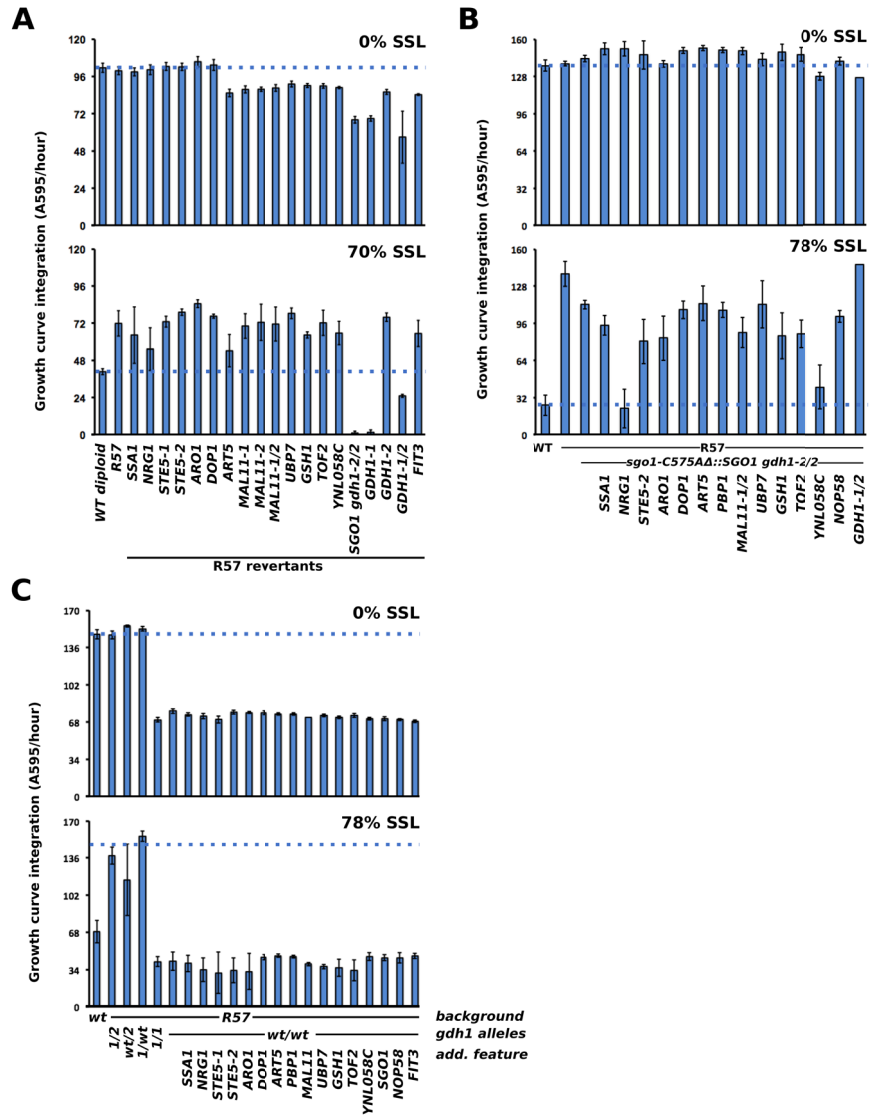 A
0% SSL
120
96
72
48
24
0
Growth curve integration (A595/hour)
70% SSL
120
96
72
48
24
0
WT diploid
R57
SSA1
NRG1
STE5-1
STE5-2
ARO1
DOP1
ART5
MAL11-1
MAL11-2
MAL11-1/2
UBP7
GSH1
TOF2
YNL058C
SGO1 gdh1-2/2
GDH1-1
GDH1-2
GDH1-1/2
FIT3
R57 revertants
B
0% SSL
160
128
96
64
32
0
Growth curve integration (A595/hour)
78% SSL
160
128
96
64
32
0
WT
R57
sgo1-C575AΔ::SGO1 gdh1-2/2
SSA1
NRG1
STE5-2
ARO1
DOP1
ART5
PBP1
MAL11-1/2
UBP7
GSH1
TOF2
YNL058C
NOP58
GDH1-1/2
C
0% SSL
170
136
102
68
34
0
Growth curve integration (A595/hour)
78% SSL
170
136
102
68
34
0
wt
R57
background
1/2
wt/2
1/wt
1/1
wt/wt
gdh1 alleles
SSA1
NRG1
STE5-1
STE5-2
ARO1
DOP1
ART5
PBP1
MAL11
UBP7
GSH1
TOF2
YNL058C
SGO1
NOP58
FIT3
add. feature